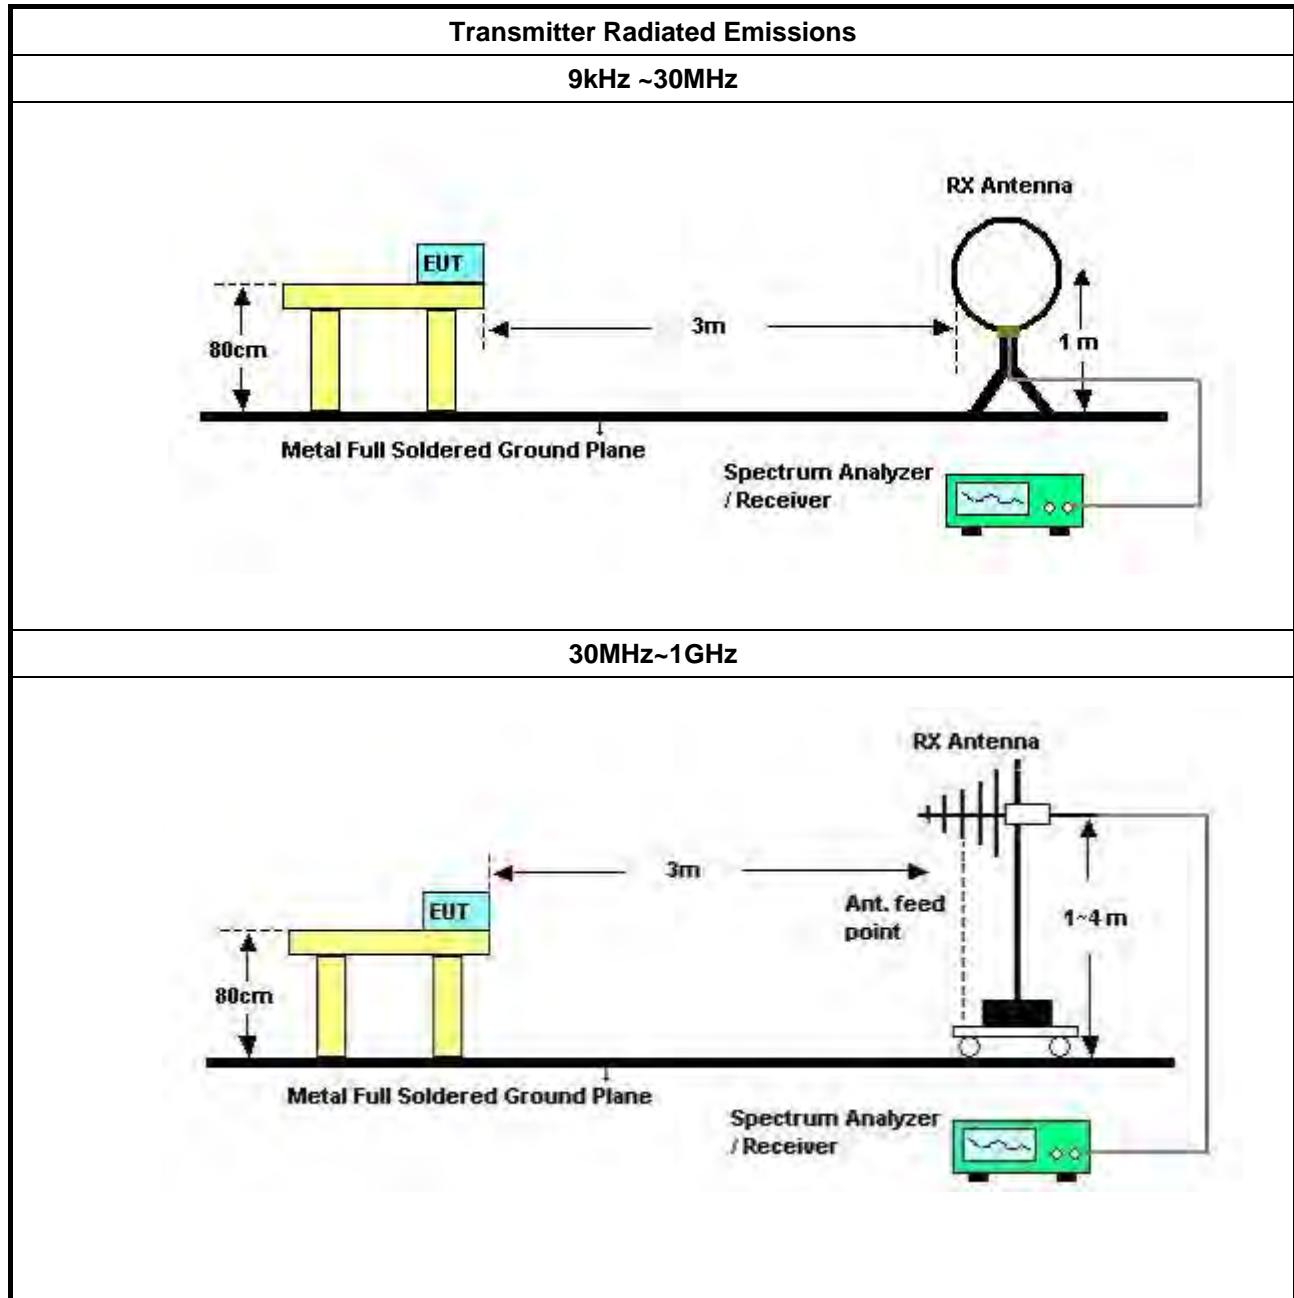 Transmitter Radiated Emissions
9kHz ~30MHz
RX Antenna
EUT
3m
80cm
1 m
Metal Full Soldered Ground Plane
Spectrum Analyzer
/ Receiver
30MHz~1GHz
RX Antenna
3m
EUT
Ant. feed
point
1~4 m
80cm
Metal Full Soldered Ground Plane
Spectrum Analyzer
/ Receiver